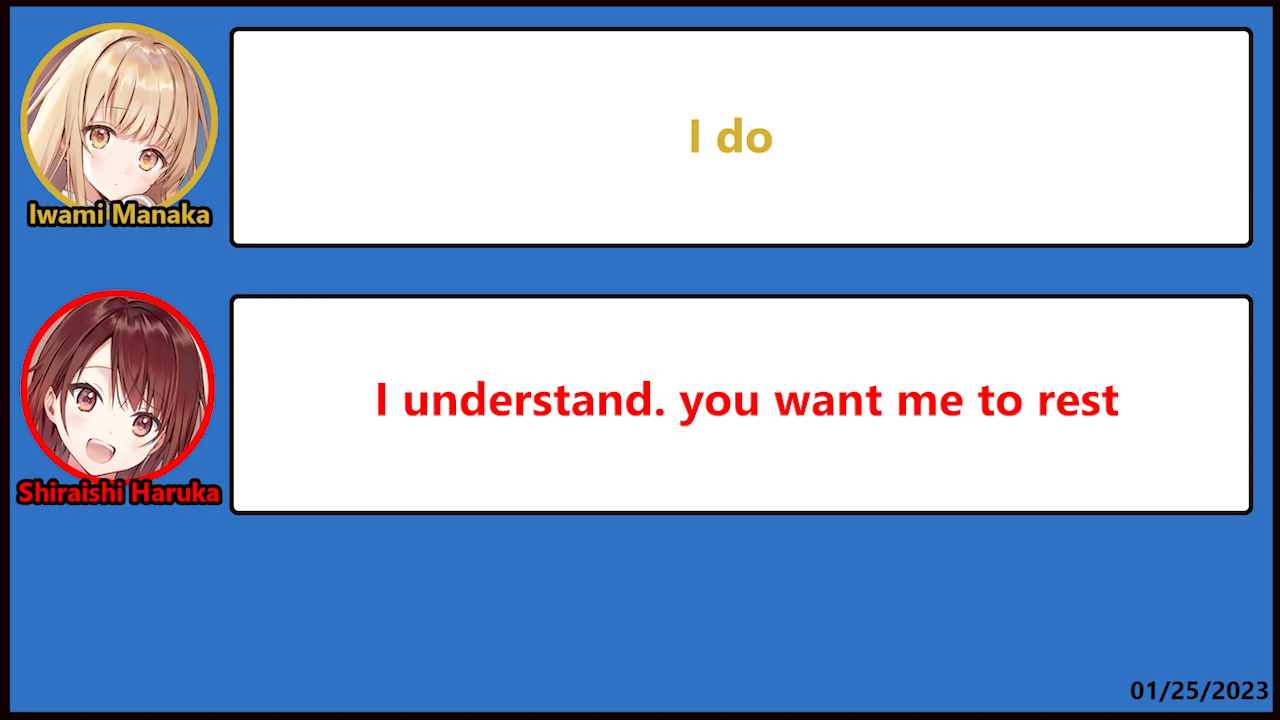 I do
Iwami Manaka
I understand. you want me to rest
Shiraishi Haruka
01/25/2023